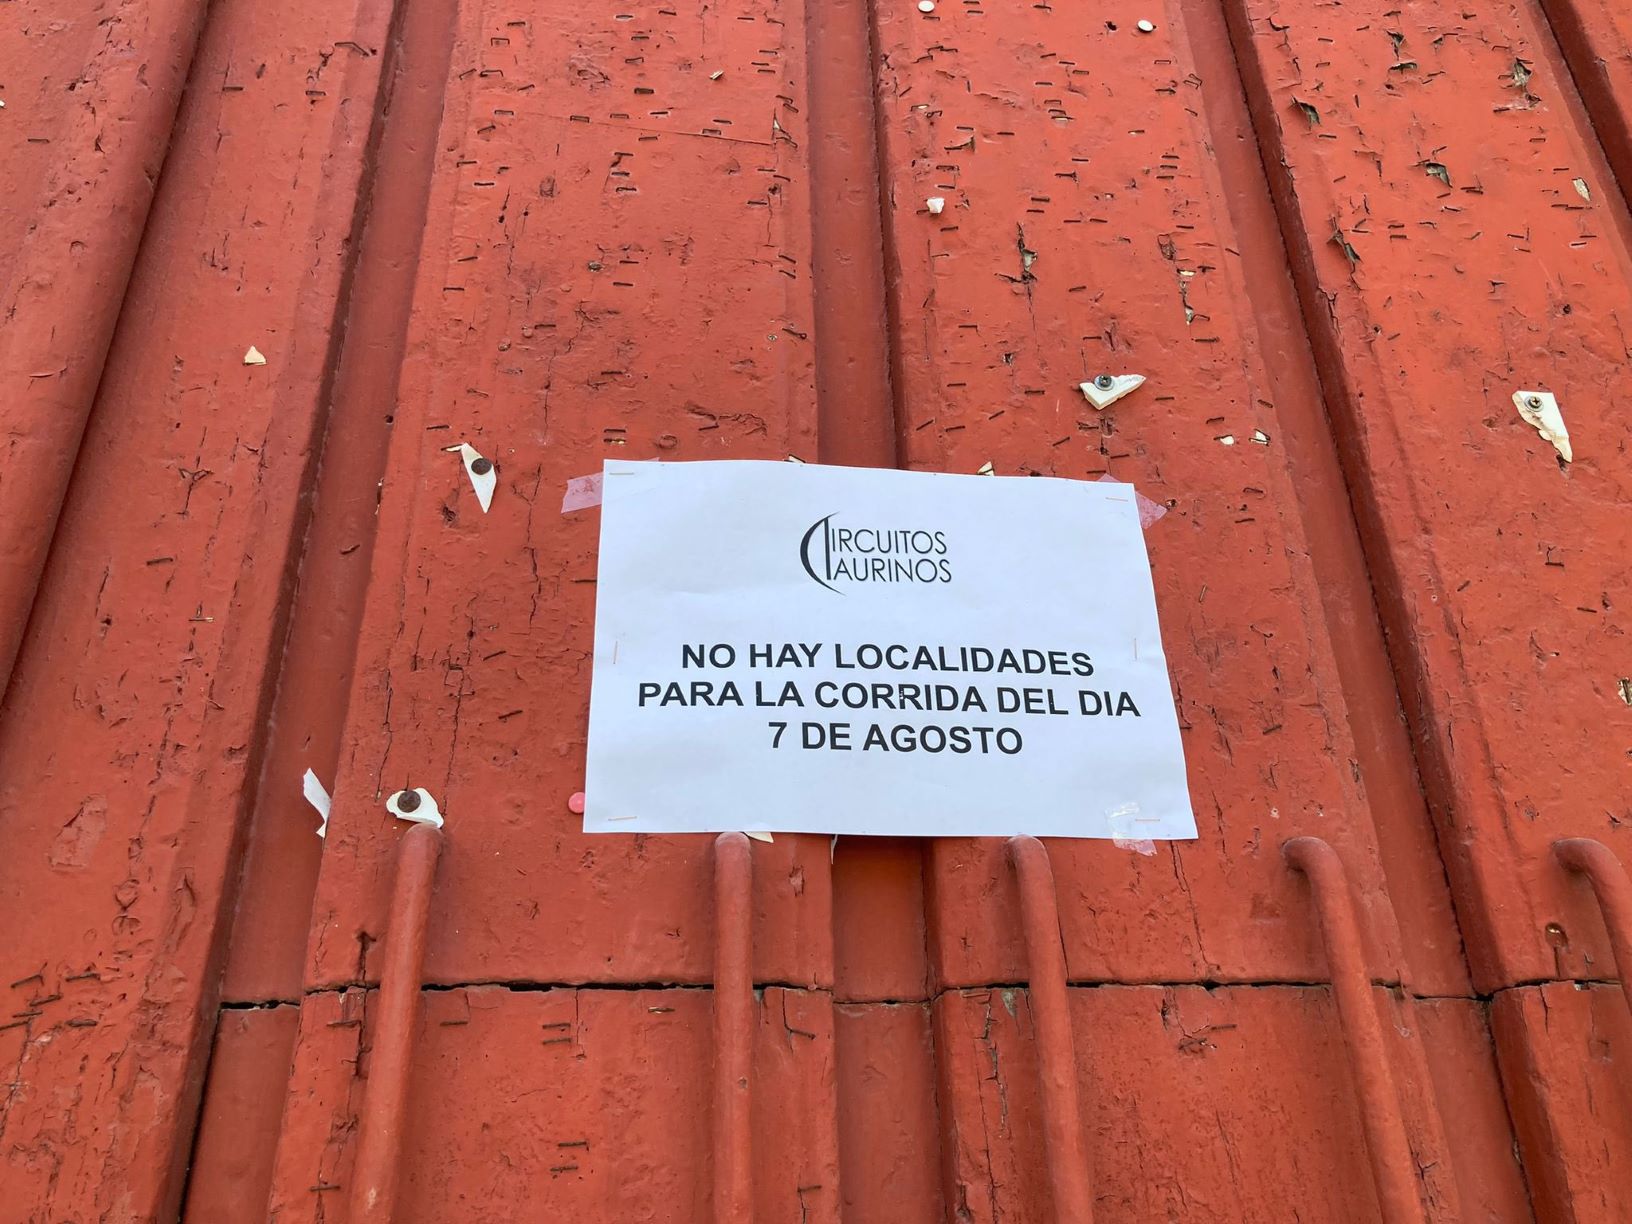 CIRCUITOS
TAURINOS
NO HAY LOCALIDADES
PARA LA CORRIDA DEL DIA
7 DE AGOSTO